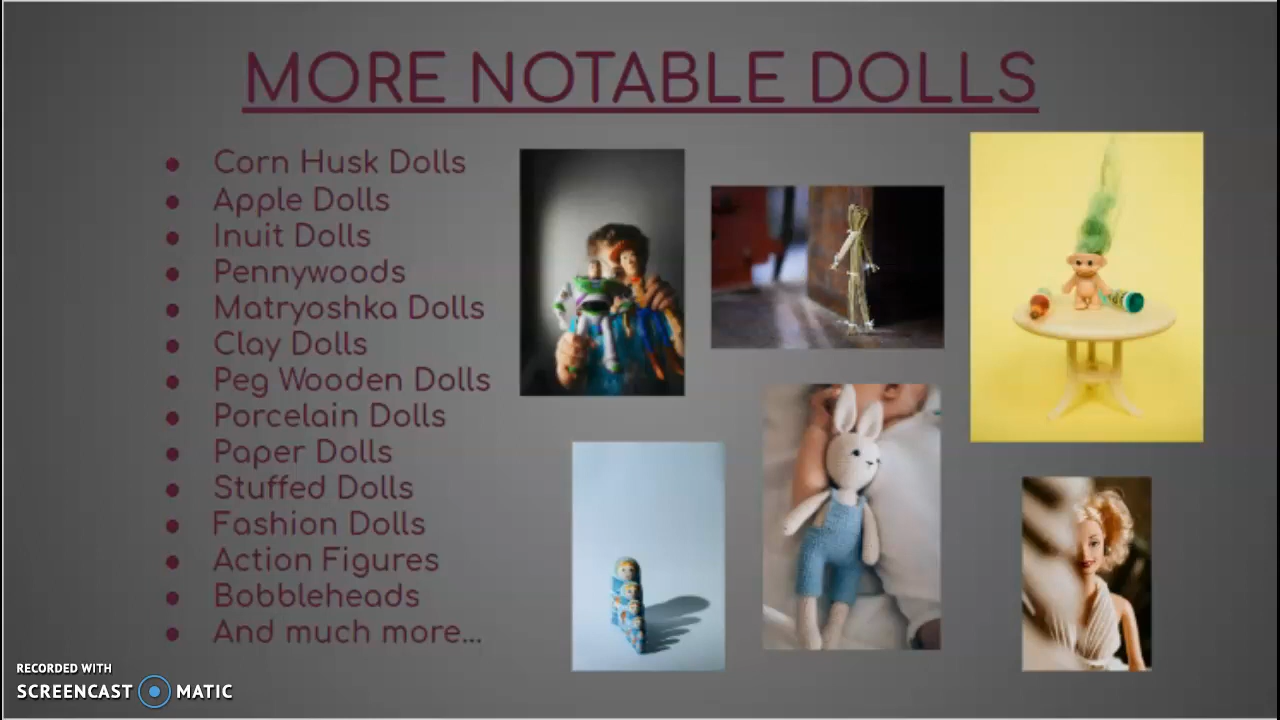 MORE NOTABLE DOLLS
● Corn Husk Dolls
● Apple Dolls
● Inuit Dolls
● Pennywoods
● Matryoshka Dolls
● Clay Dolls
● Peg Wooden Dolls
● Porcelain Dolls
● Paper Dolls
● Stuffed Dolls
● Fashion Dolls
● Action Figures
● Bobbleheads
● And much more...
RECORDED WITH
SCREENCAST MATIC